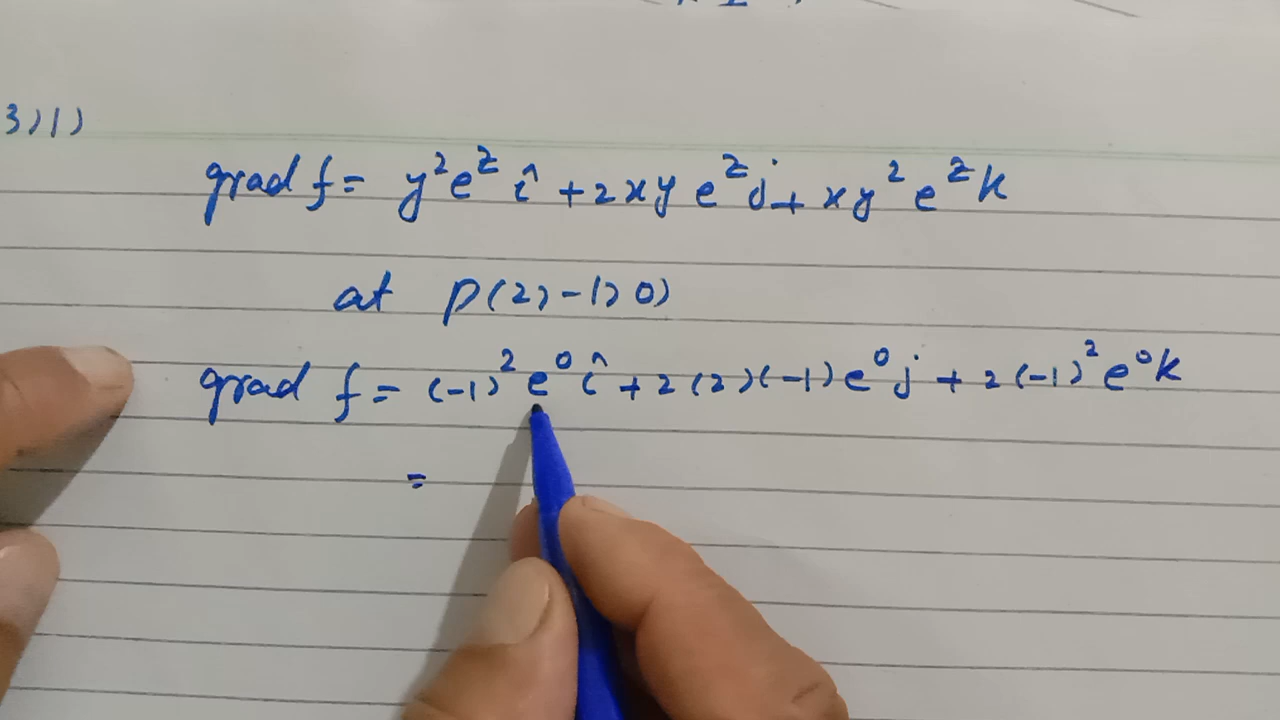 3) 1)
grad f = y²e^z î + 2xy e^z j + xy² e^z k
at P(2, -1, 0)
grad f = (-1)² e⁰ î + 2(2)(-1) e⁰ j + 2(-1)² e⁰ k
=